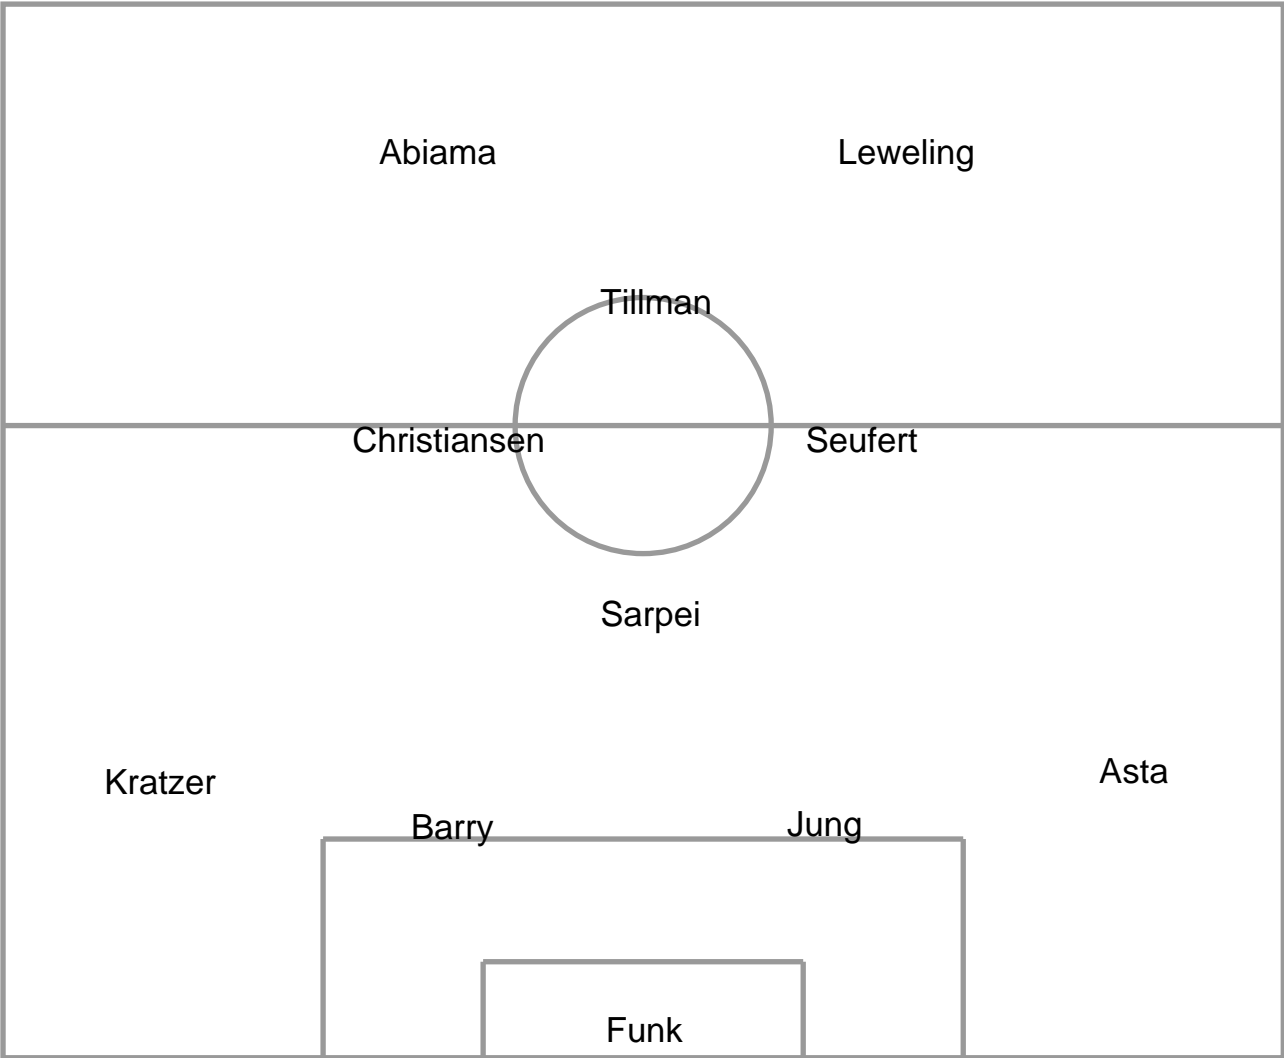 Abiama
Leweling
Tillman
Christiansen
Seufert
Sarpei
Kratzer
Asta
Barry
Jung
Funk